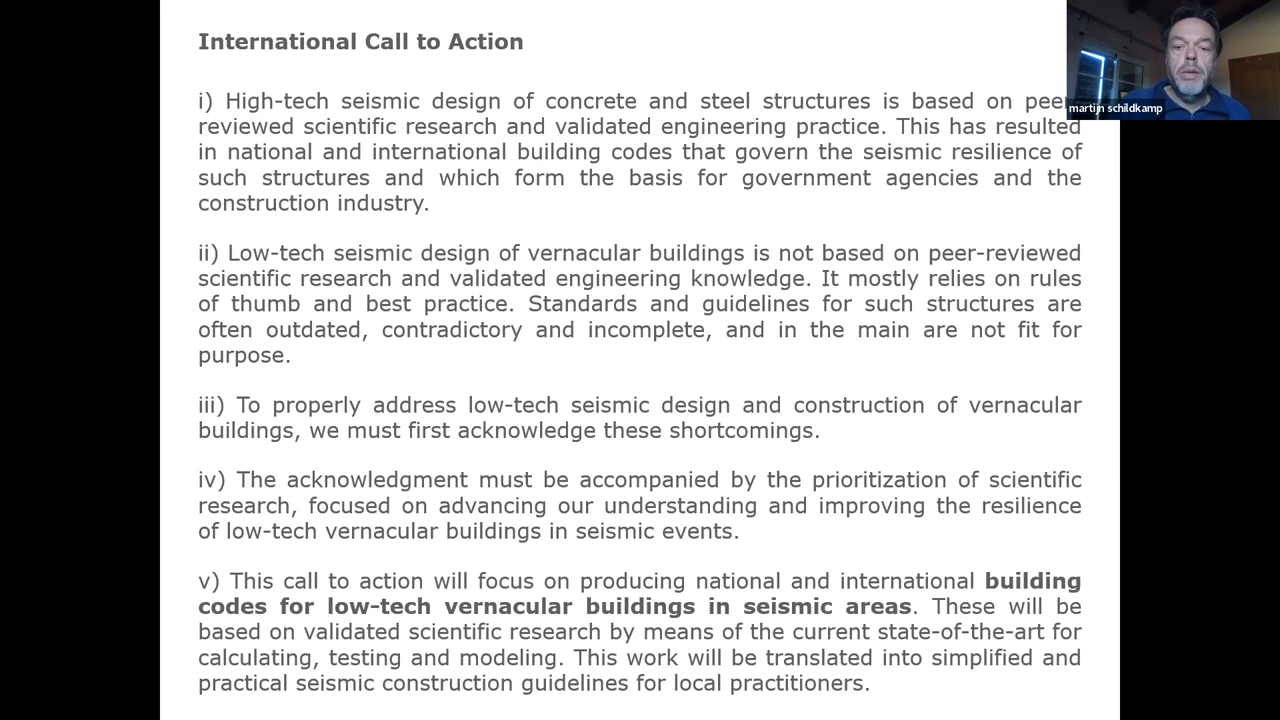 International Call to Action
i) High-tech seismic design of concrete and steel structures is based on peer
reviewed scientific research and validated engineering practice. This has resulted
in national and international building codes that govern the seismic resilience of
such structures and which form the basis for government agencies and the
construction industry.
ii) Low-tech seismic design of vernacular buildings is not based on peer-reviewed
scientific research and validated engineering knowledge. It mostly relies on rules
of thumb and best practice. Standards and guidelines for such structures are
often outdated, contradictory and incomplete, and in the main are not fit for
purpose.
iii) To properly address low-tech seismic design and construction of vernacular
buildings, we must first acknowledge these shortcomings.
iv) The acknowledgment must be accompanied by the prioritization of scientific
research, focused on advancing our understanding and improving the resilience
of low-tech vernacular buildings in seismic events.
v) This call to action will focus on producing national and international building
codes for low-tech vernacular buildings in seismic areas. These will be
based on validated scientific research by means of the current state-of-the-art for
calculating, testing and modeling. This work will be translated into simplified and
practical seismic construction guidelines for local practitioners.
martijn schildkamp